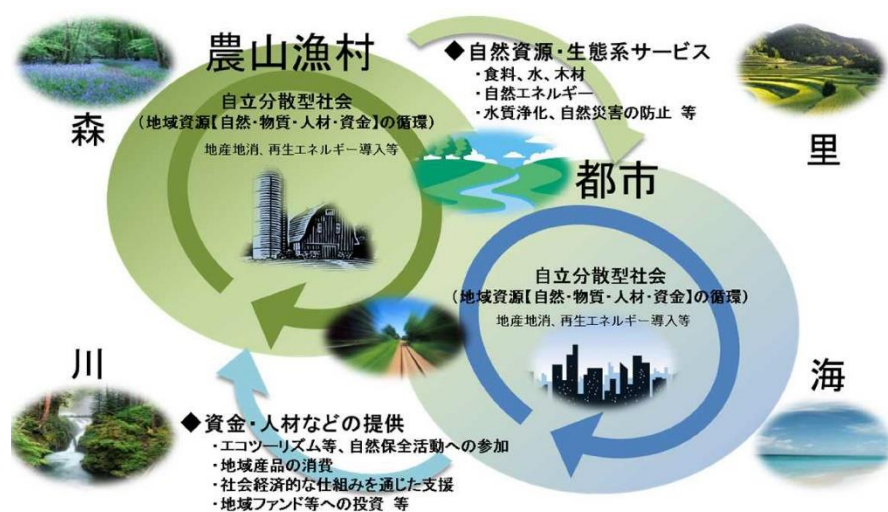 農山漁村
◆自然資源・生態系サービス
・食料、水、木材
・自然エネルギー
・水質浄化、自然災害の防止 等
森
自立分散型社会
(地域資源【自然・物質・人材・資金】の循環)
地産地消、再生エネルギー導入等
里
都市
自立分散型社会
(地域資源【自然・物質・人材・資金】の循環)
地産地消、再生エネルギー導入等
川
海
◆資金・人材などの提供
・エコツーリズム等、自然保全活動への参加
・地域産品の消費
・社会経済的な仕組みを通じた支援
・地域ファンド等への投資 等